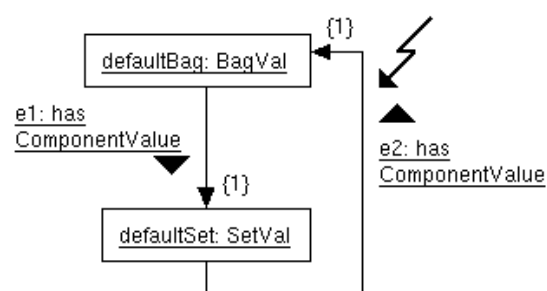 {1}
defaultBag: BagVal
e1: has
ComponentValue
e2: has
ComponentValue
{1}
defaultSet: SetVal